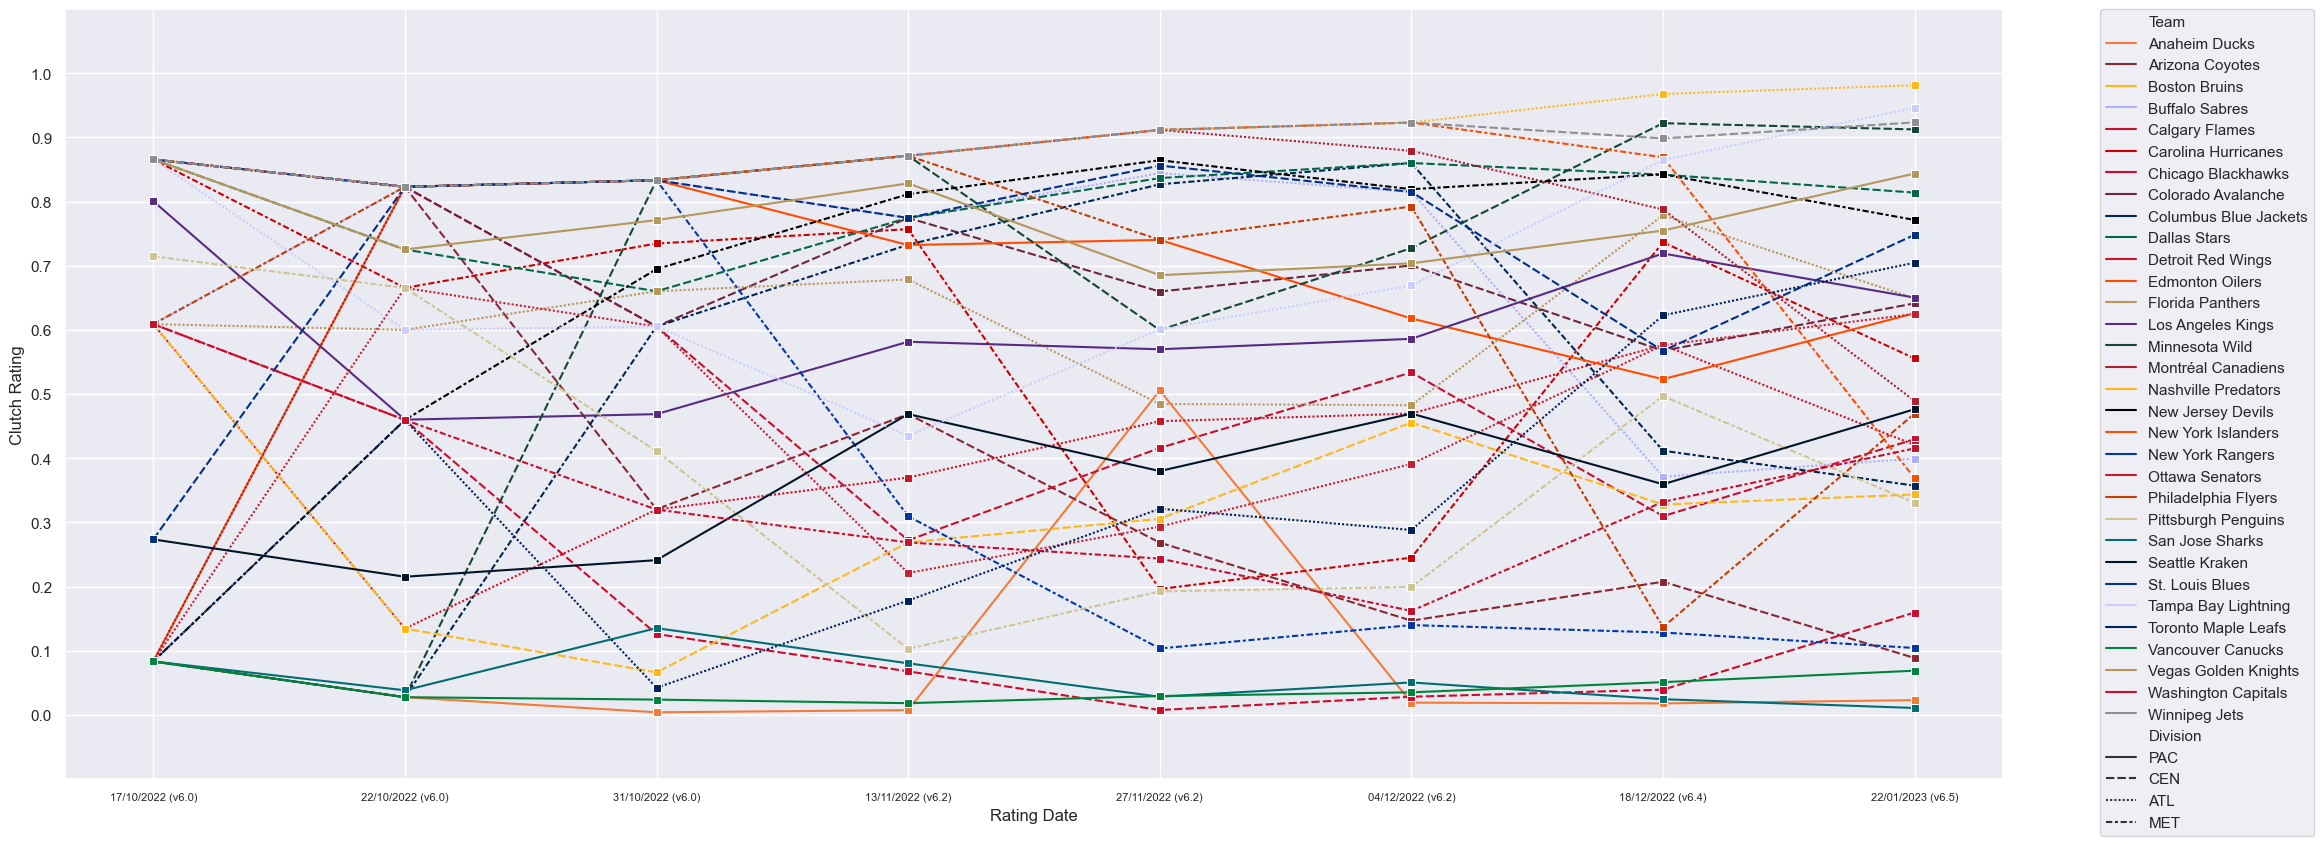 Clutch Rating
1.0
0.9
0.8
0.7
0.6
0.5
0.4
0.3
0.2
0.1
0.0
17/10/2022 (v6.0)
22/10/2022 (v6.0)
31/10/2022 (v6.0)
13/11/2022 (v6.2)
27/11/2022 (v6.2)
04/12/2022 (v6.2)
18/12/2022 (v6.4)
22/01/2023 (v6.5)
Rating Date
Team
Anaheim Ducks
Arizona Coyotes
Boston Bruins
Buffalo Sabres
Calgary Flames
Carolina Hurricanes
Chicago Blackhawks
Colorado Avalanche
Columbus Blue Jackets
Dallas Stars
Detroit Red Wings
Edmonton Oilers
Florida Panthers
Los Angeles Kings
Minnesota Wild
Montréal Canadiens
Nashville Predators
New Jersey Devils
New York Islanders
New York Rangers
Ottawa Senators
Philadelphia Flyers
Pittsburgh Penguins
San Jose Sharks
Seattle Kraken
St. Louis Blues
Tampa Bay Lightning
Toronto Maple Leafs
Vancouver Canucks
Vegas Golden Knights
Washington Capitals
Winnipeg Jets
Division
PAC
CEN
ATL
MET